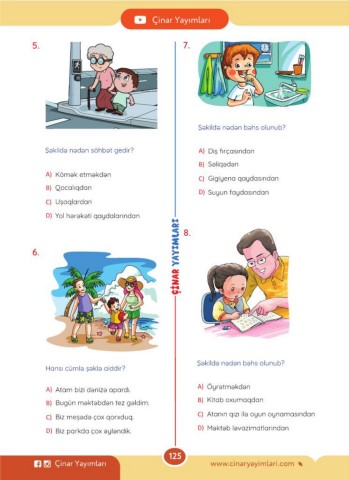 Çinar Yayımları
5.
Şəkildə nədən söhbət gedir?
A) Kömək etməkdən
B) Qocalıqdan
C) Uşaqlardan
D) Yol hərəkəti qaydalarından
6.
Hansı cümlə şəklə aiddir?
A) Atam bizi dənizə apardı.
B) Bugün məktəbdən tez gəldim.
C) Biz meşədə çox qorxduq.
D) Biz parkda çox əyləndik.
ÇİNAR YAYIMLARI
7.
Şəkildə nədən bəhs olunub?
A) Diş fırçasından
B) Səliqədən
C) Gigiyena qaydasından
D) Suyun faydasından
8.
Şəkildə nədən bəhs olunub?
A) Öyrətməkdən
B) Kitab oxumaqdan
C) Atanın qızı ilə oyun oynamasından
D) Məktəb ləvazimatlarından
Çinar Yayımları
125
www.cinaryayimlari.com